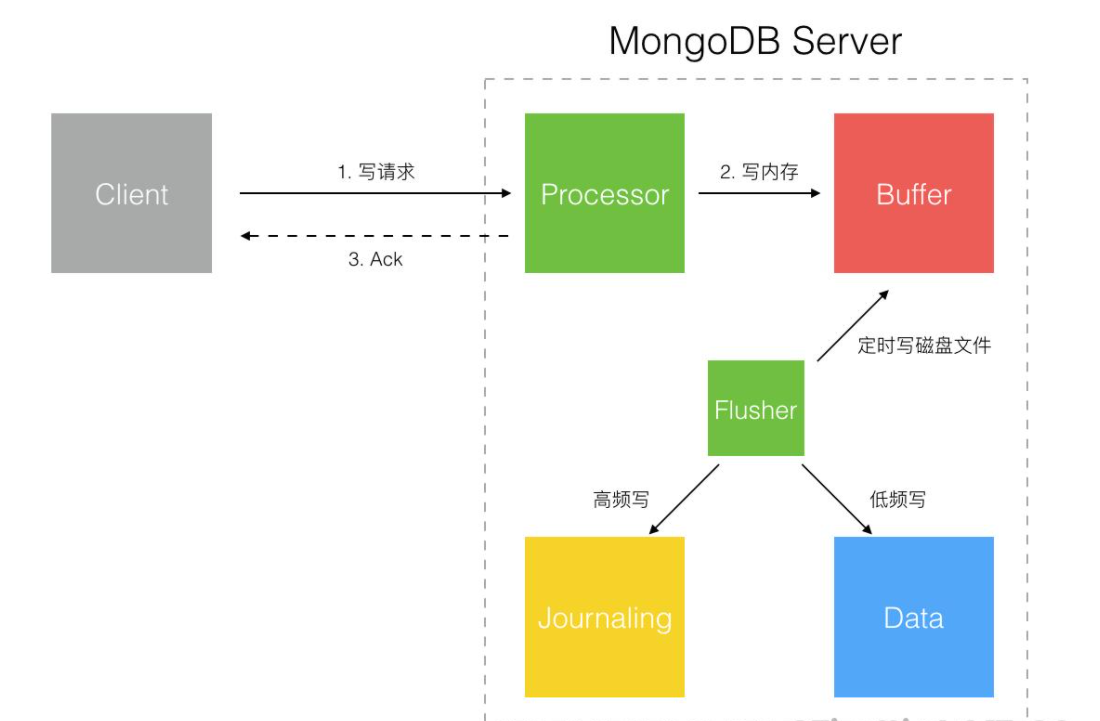 MongoDB Server
Client
1. 写请求
Processor
2. 写内存
Buffer
3. Ack
定时写磁盘文件
Flusher
高频写
低频写
Journaling
Data